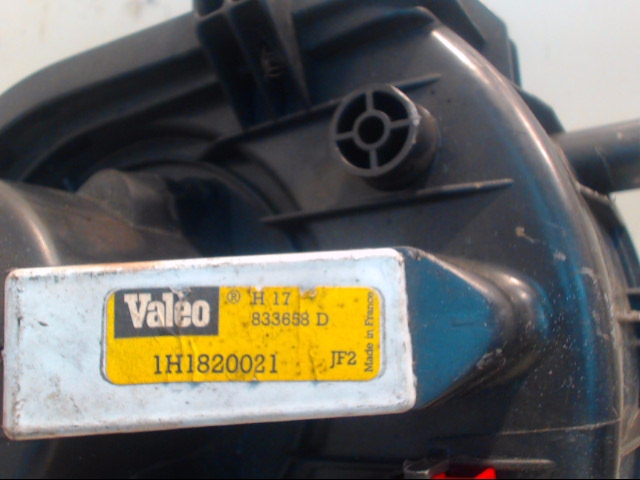 Valeo ® H 17
833658 D
1H1820021 JF2
Made in France